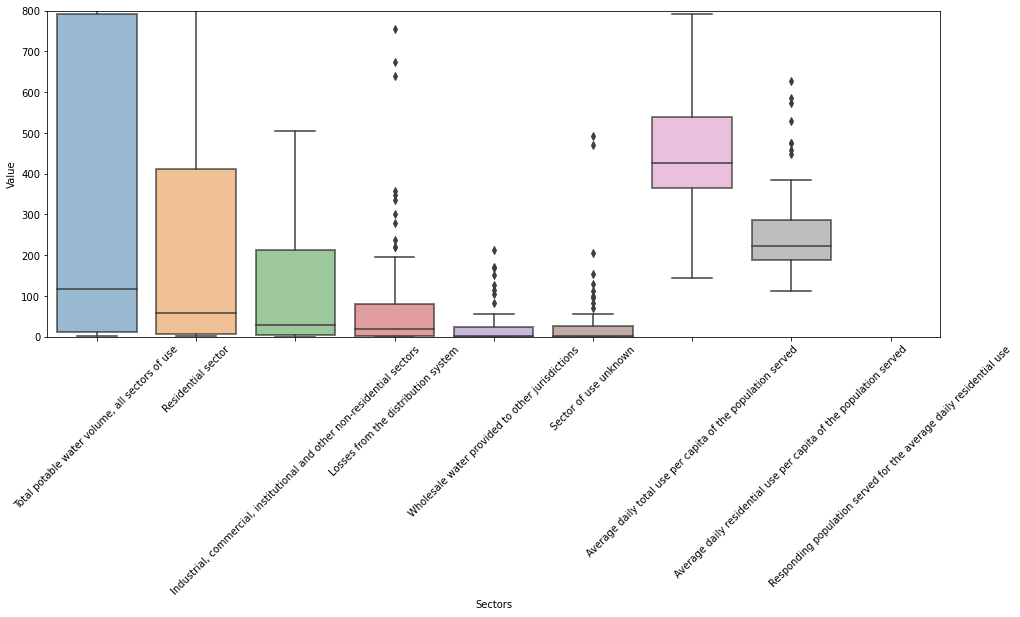 800
700
600
500
400
300
200
100
0
Value
Total potable water volume, all sectors of use
Residential sector
Industrial, commercial, institutional and other non-residential sectors
Losses from the distribution system
Wholesale water provided to other jurisdictions
Sector of use unknown
Average daily total use per capita of the population served
Average daily residential use per capita of the population served
Responding population served for the average daily residential use
Sectors